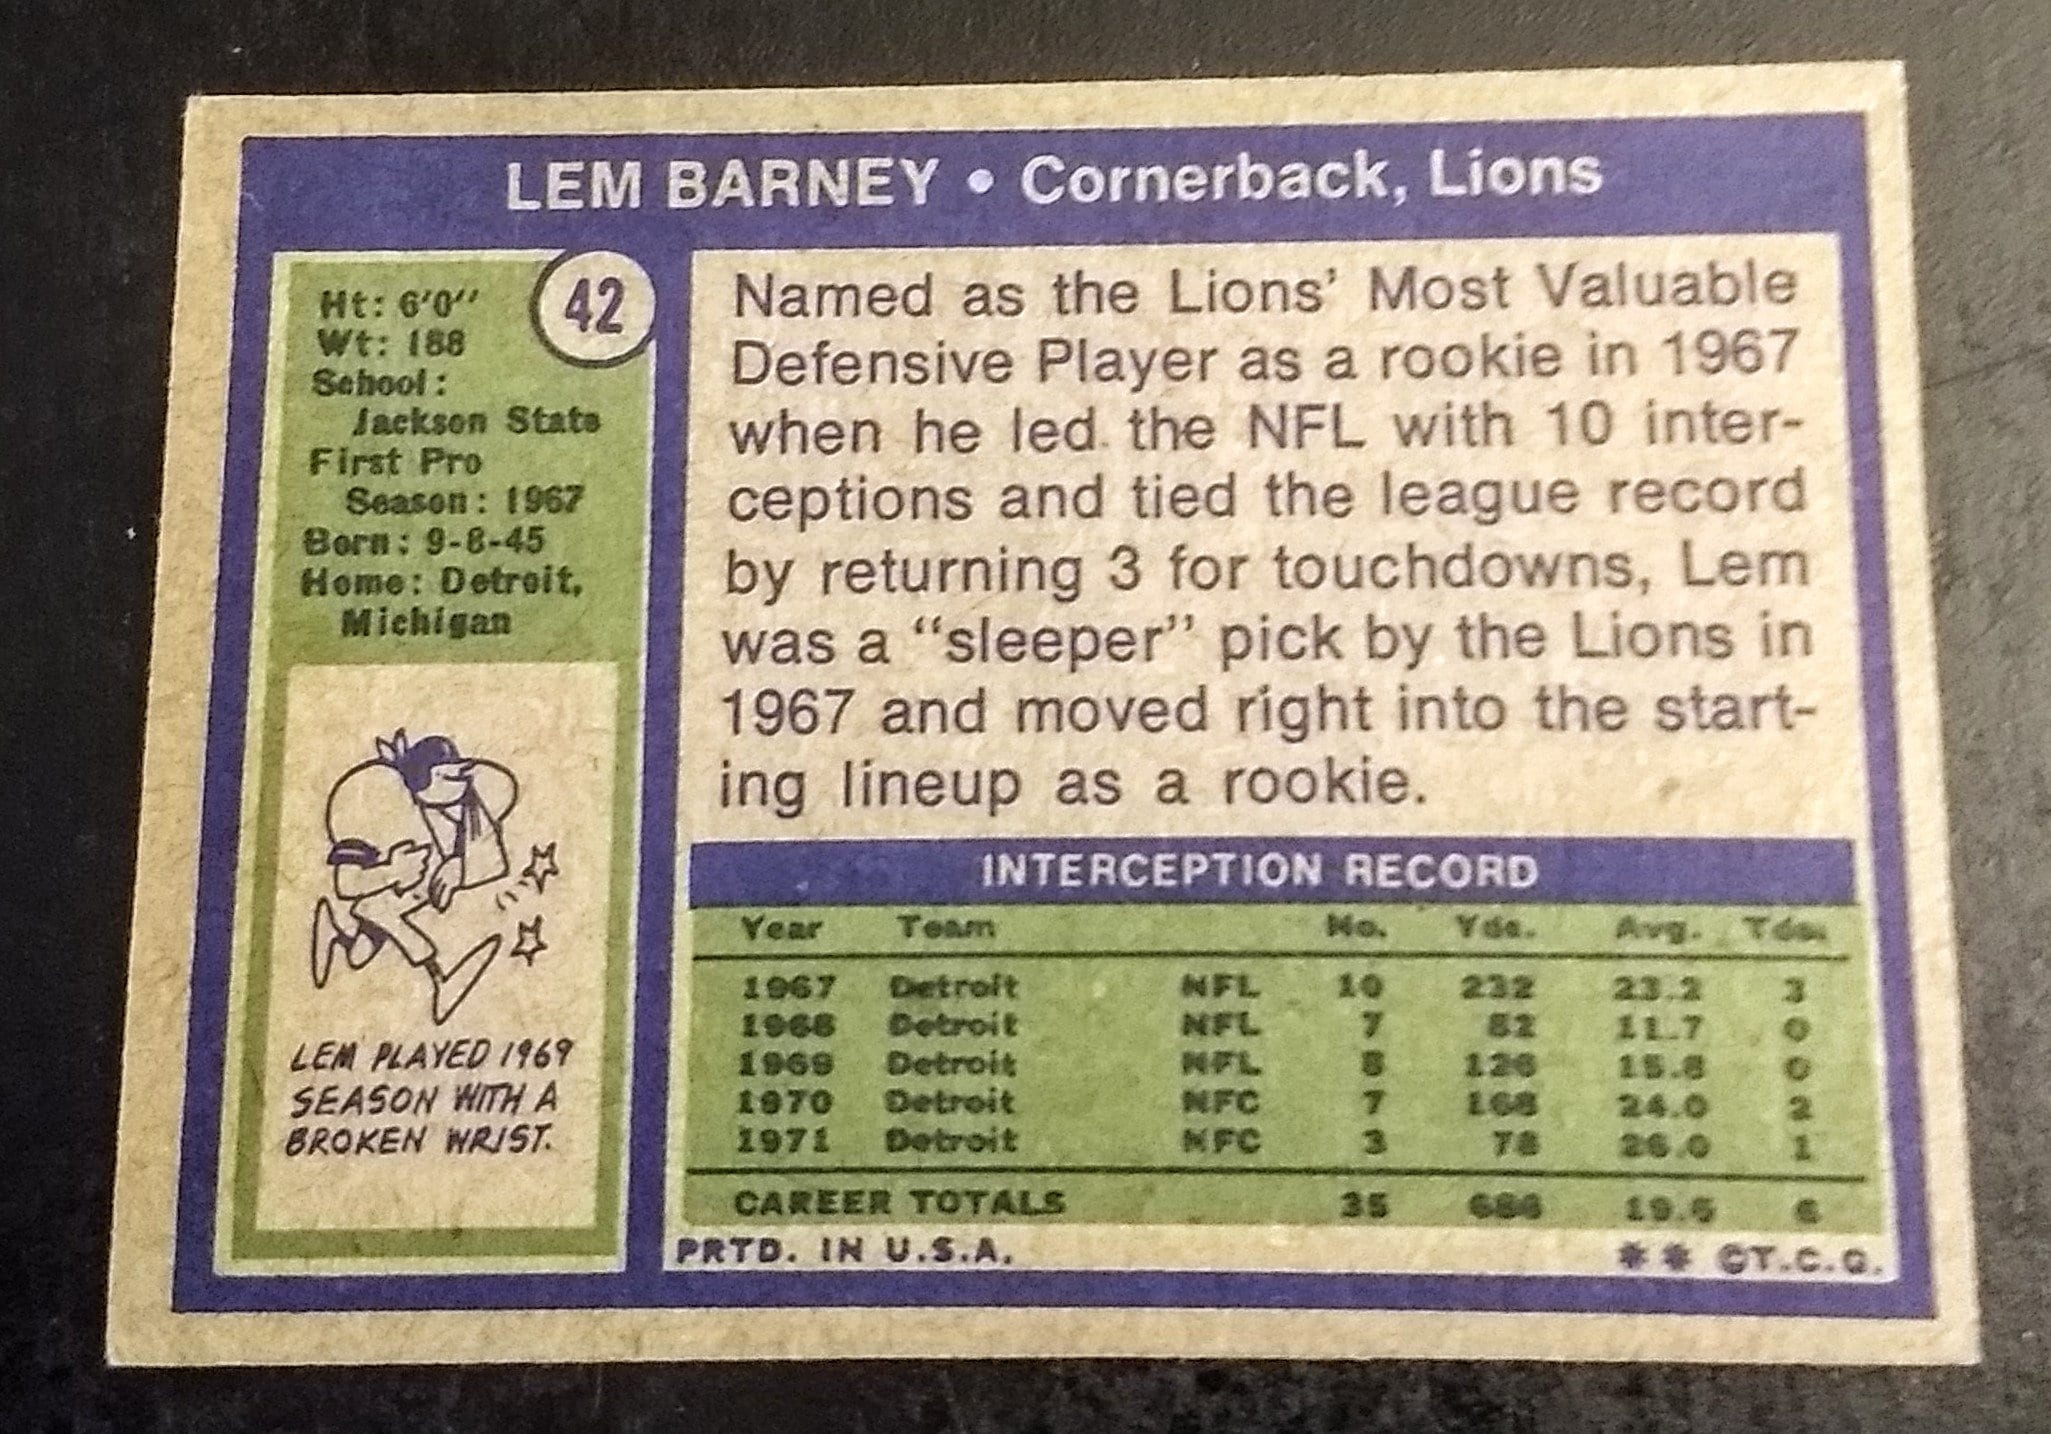 LEM BARNEY • Cornerback, Lions
42
Ht: 6'0"
Wt: 188
School:
Jackson State
First Pro
Season: 1967
Born: 9-8-45
Home: Detroit,
Michigan
LEM PLAYED 1969
SEASON WITH A
BROKEN WRIST.
Named as the Lions' Most Valuable
Defensive Player as a rookie in 1967
when he led the NFL with 10 inter-
ceptions and tied the league record
by returning 3 for touchdowns, Lem
was a "sleeper" pick by the Lions in
1967 and moved right into the start-
ing lineup as a rookie.
INTERCEPTION RECORD
Year Team No. Yds. Avg. Tds.
1967 Detroit NFL 10 232 23.2 3
1968 Detroit NFL 7 82 11.7 0
1969 Detroit NFL 8 126 15.8 0
1970 Detroit NFC 7 168 24.0 2
1971 Detroit NFC 3 78 26.0 1
CAREER TOTALS 35 686 19.6 6
PRTD. IN U.S.A. ** ©T.C.G.